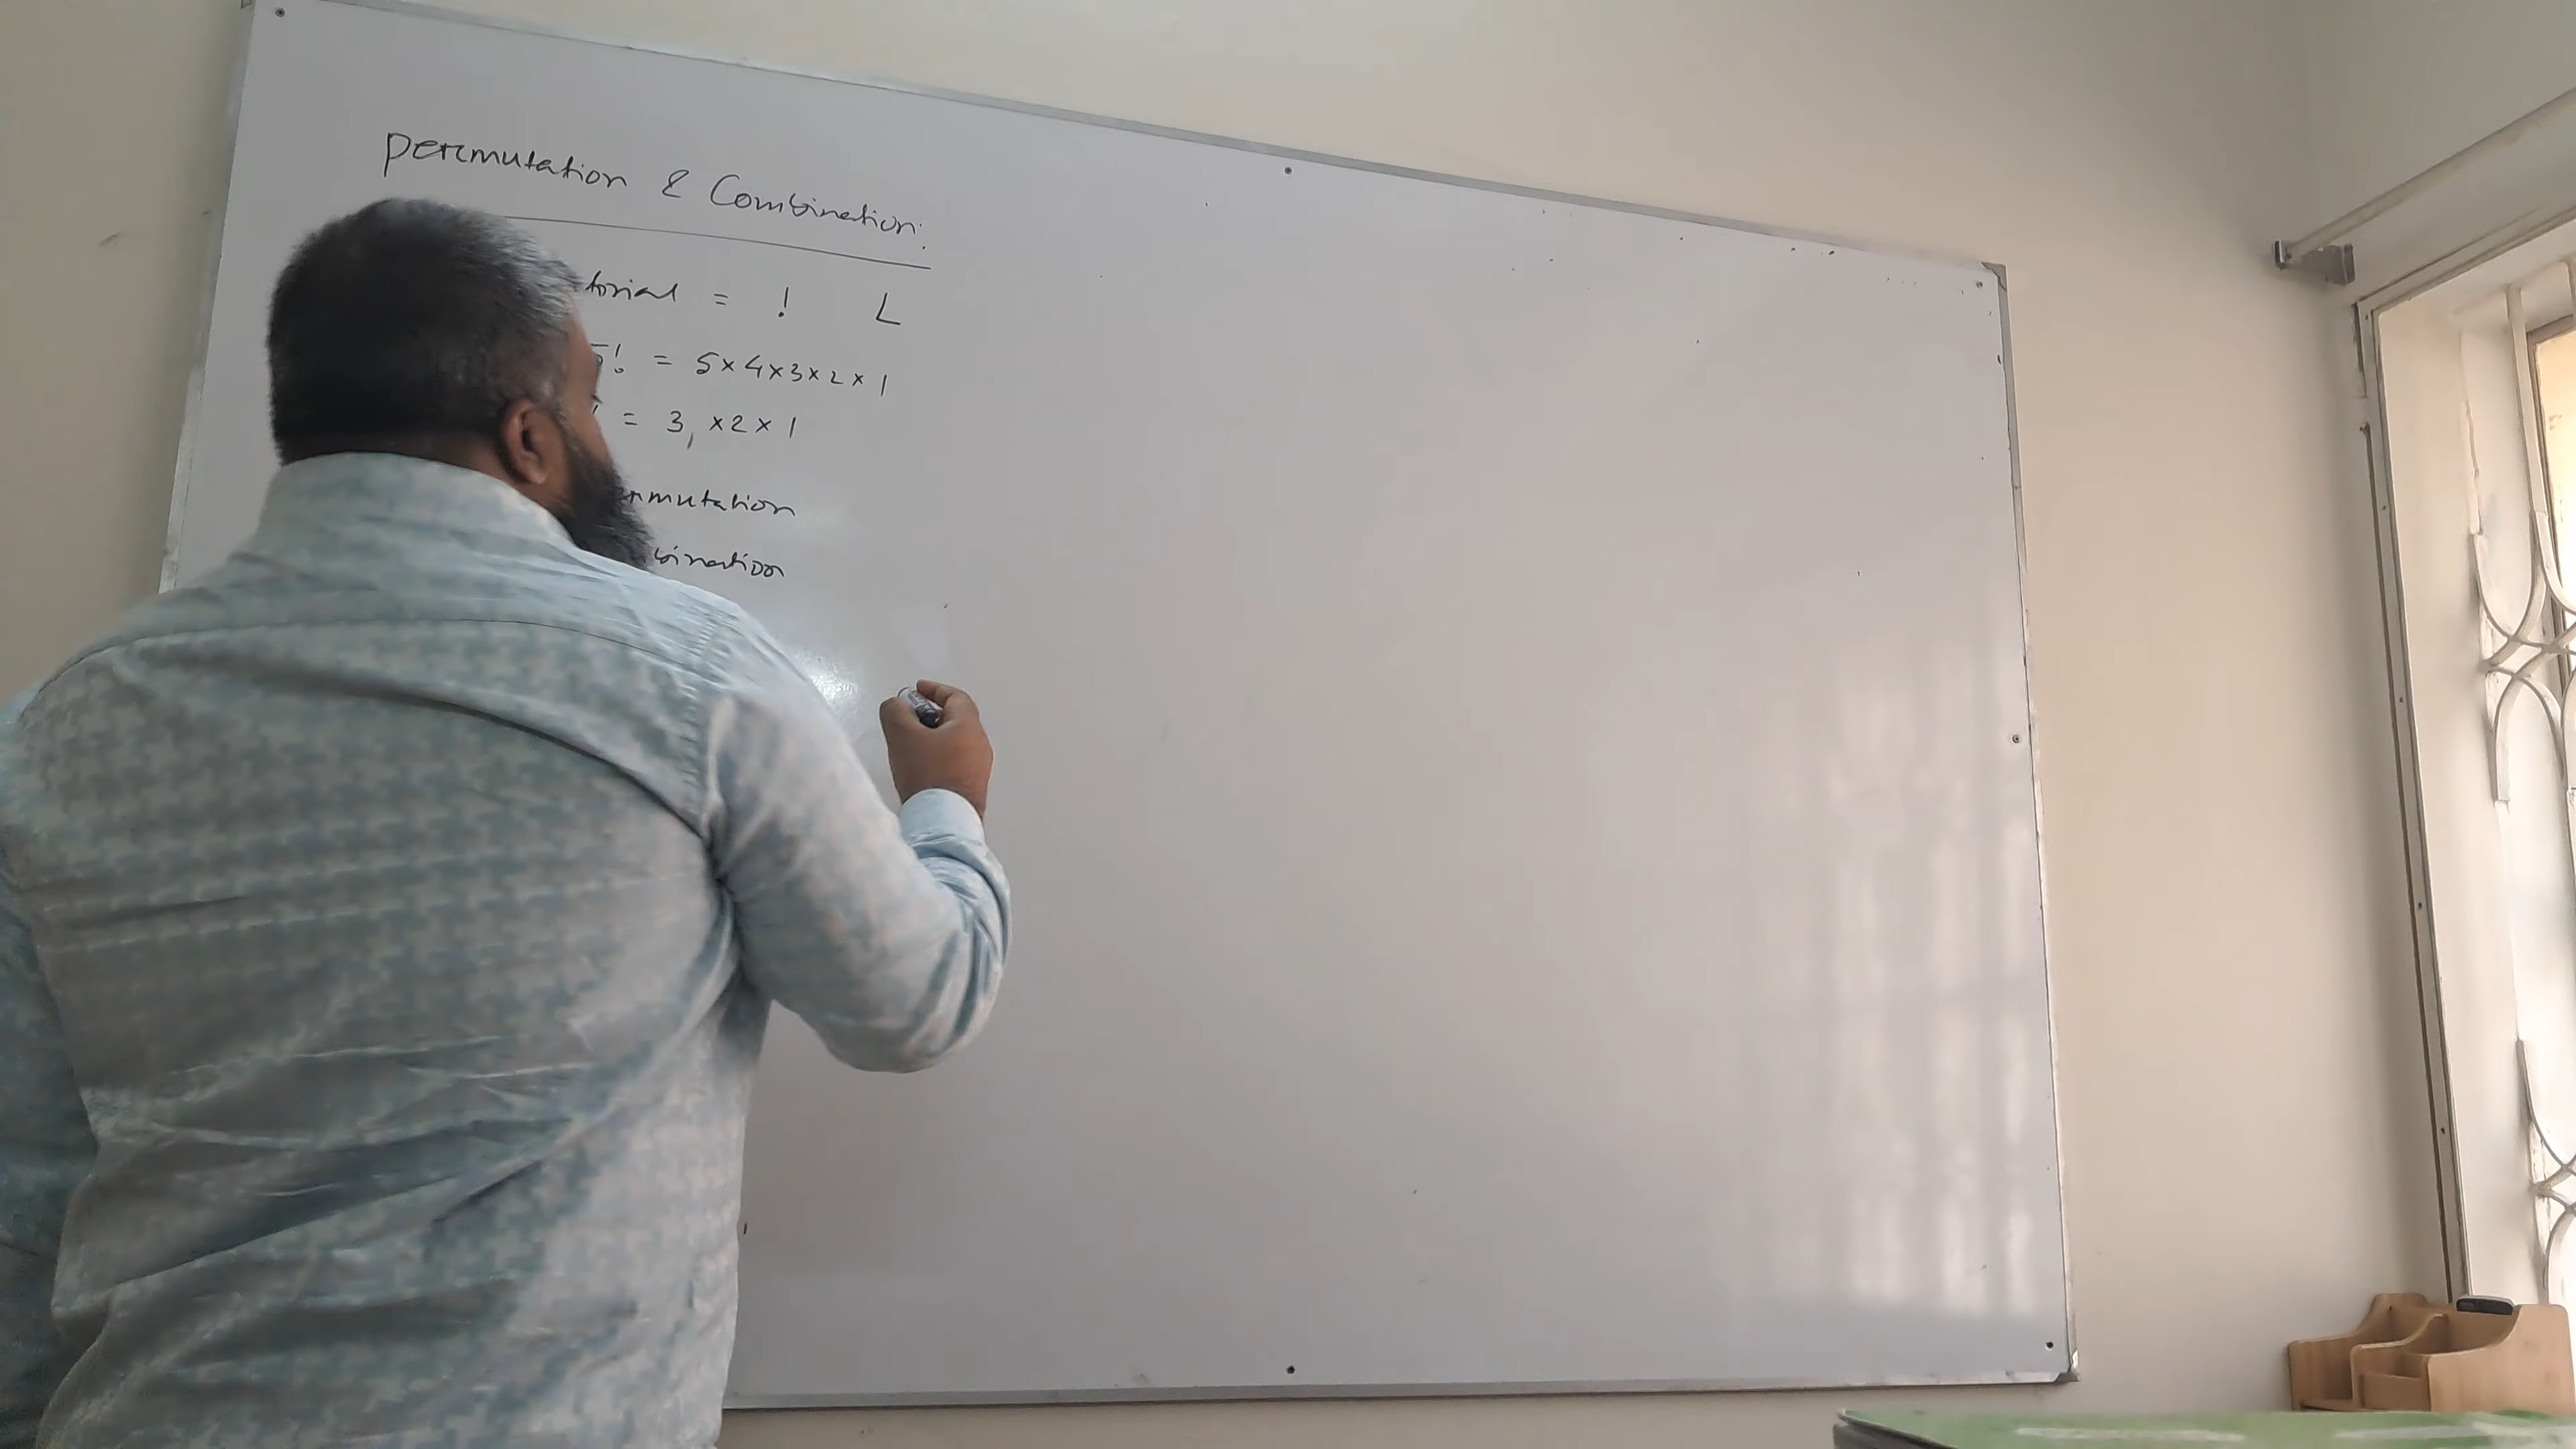 Permutation & Combination:
torial = ! L
5! = 5×4×3×2×1
! = 3, ×2×1
rmutation
bination